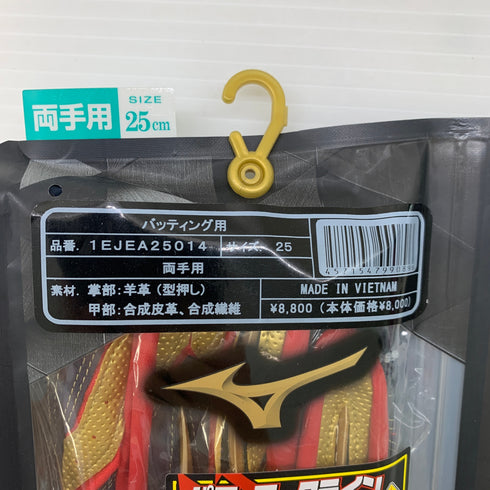 両手用
SIZE
25cm
バッティング用
品番. 1EJEA25014 サイズ. 25
両手用
素材. 掌部:羊革(型押し)
甲部:合成皮革、合成繊維
MADE IN VIETNAM
¥8,800(本体価格¥8,000)